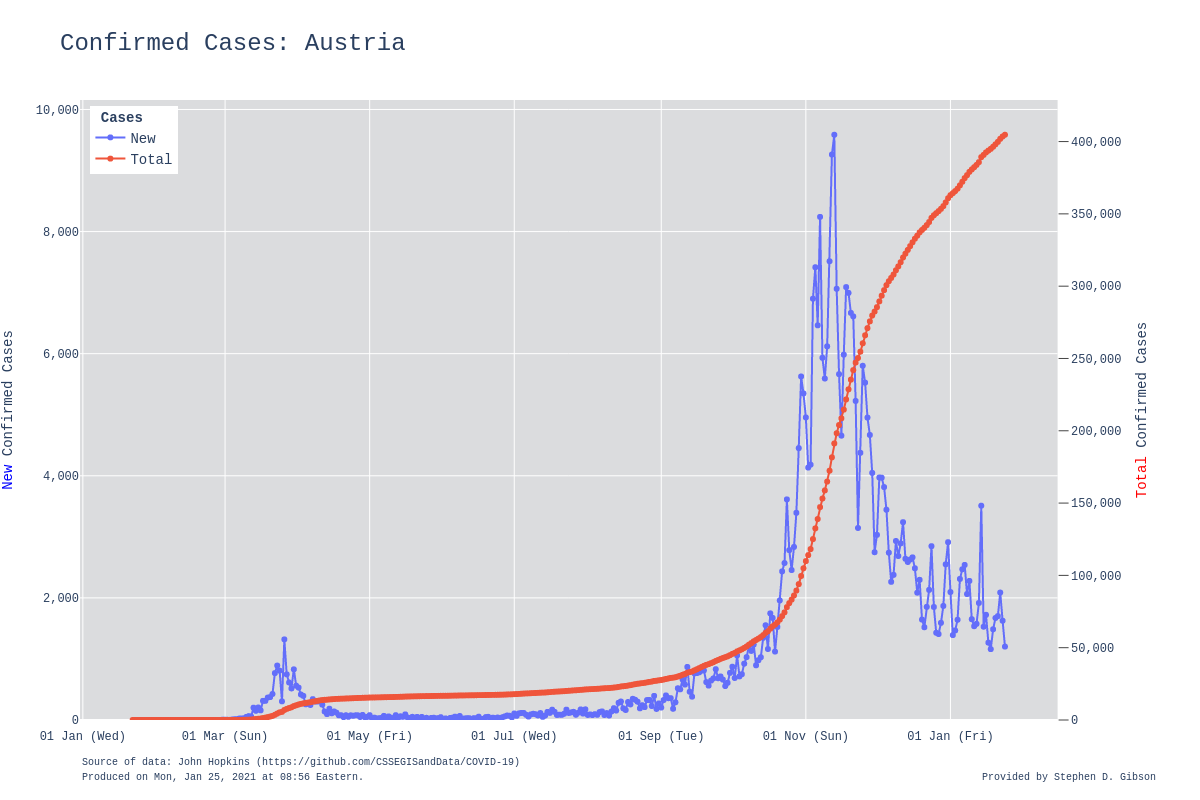 Confirmed Cases: Austria
Cases
New
Total
10,000
8,000
6,000
4,000
2,000
0
New Confirmed Cases
400,000
350,000
300,000
250,000
200,000
150,000
100,000
50,000
0
Total Confirmed Cases
01 Jan (Wed) 01 Mar (Sun) 01 May (Fri) 01 Jul (Wed) 01 Sep (Tue) 01 Nov (Sun) 01 Jan (Fri)
Source of data: John Hopkins (https://github.com/CSSEGISandData/COVID-19)
Produced on Mon, Jan 25, 2021 at 08:56 Eastern.
Provided by Stephen D. Gibson